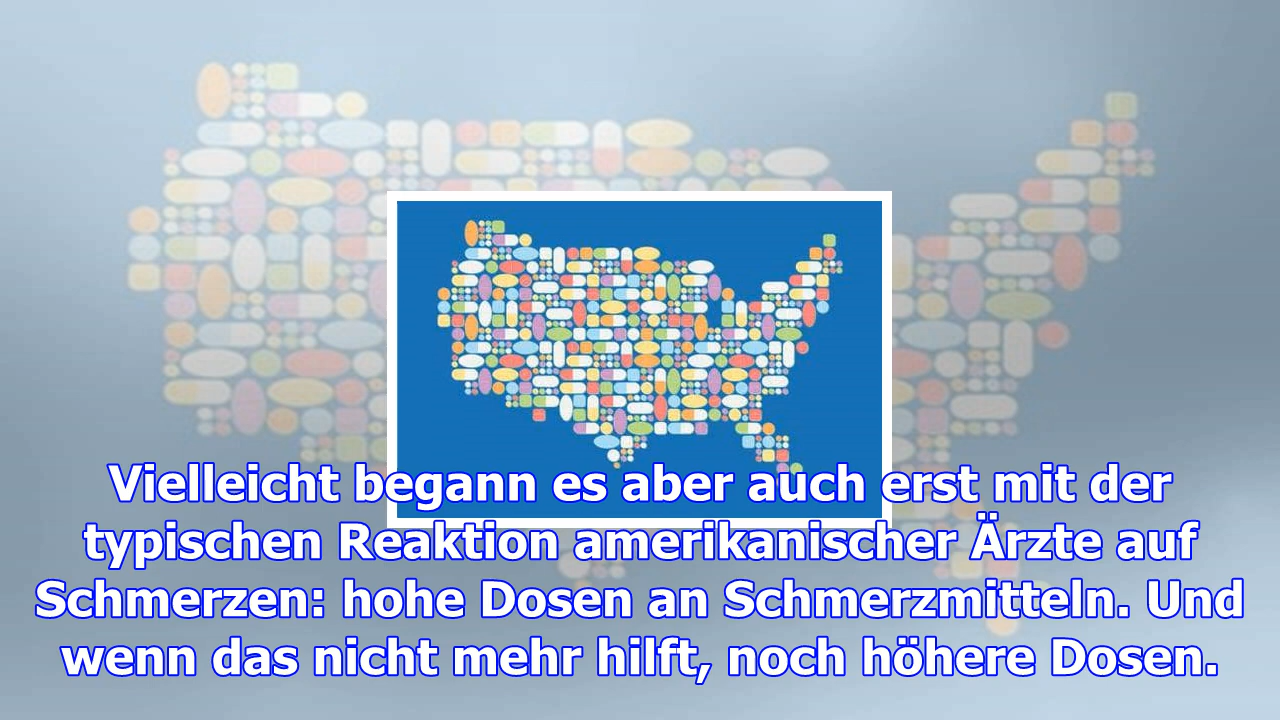 Vielleicht begann es aber auch erst mit der
typischen Reaktion amerikanischer Ärzte auf
Schmerzen: hohe Dosen an Schmerzmitteln. Und
wenn das nicht mehr hilft, noch höhere Dosen.